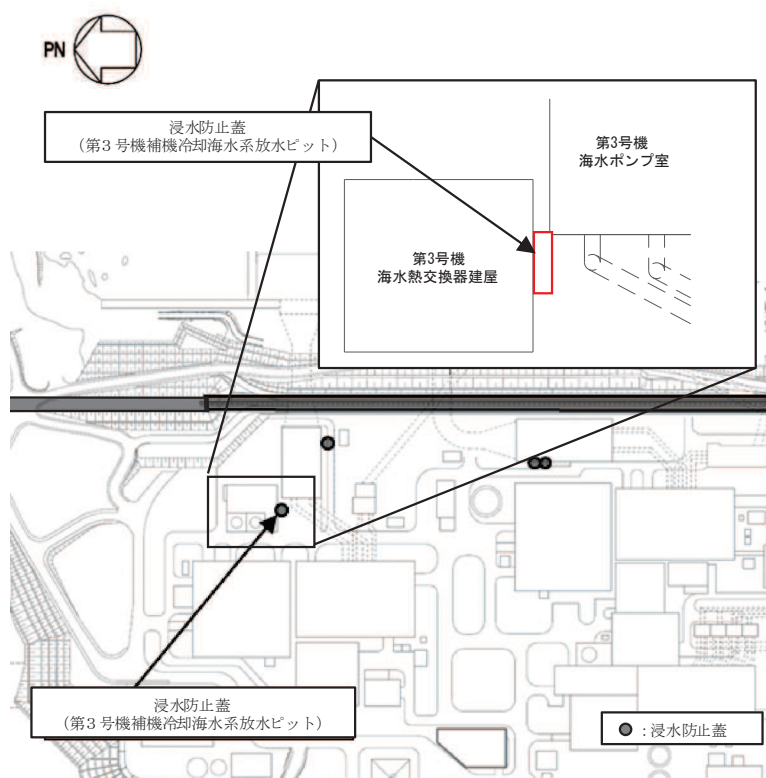 PN
浸水防止蓋
（第3号機補機冷却海水系放水ピット）
第3号機
海水ポンプ室
第3号機
海水熱交換器建屋
浸水防止蓋
（第3号機補機冷却海水系放水ピット）
：浸水防止蓋